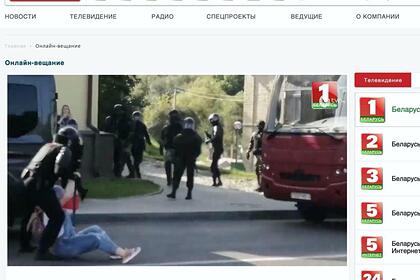 НОВОСТИ ТЕЛЕВИДЕНИЕ РАДИО СПЕЦПРОЕКТЫ ВЕДУЩИЕ О КОМПАНИИ
Главная • Онлайн-вещание
Онлайн-вещание
1
БЕЛАРУСЬ
Телевидение
1 БЕЛАРУСЬ Беларусь
2 БЕЛАРУСЬ Беларусь
3 БЕЛАРУСЬ Беларусь
5 БЕЛАРУСЬ Беларусь
5 ИНТЕРНЕТ Беларусь
Интернет
24